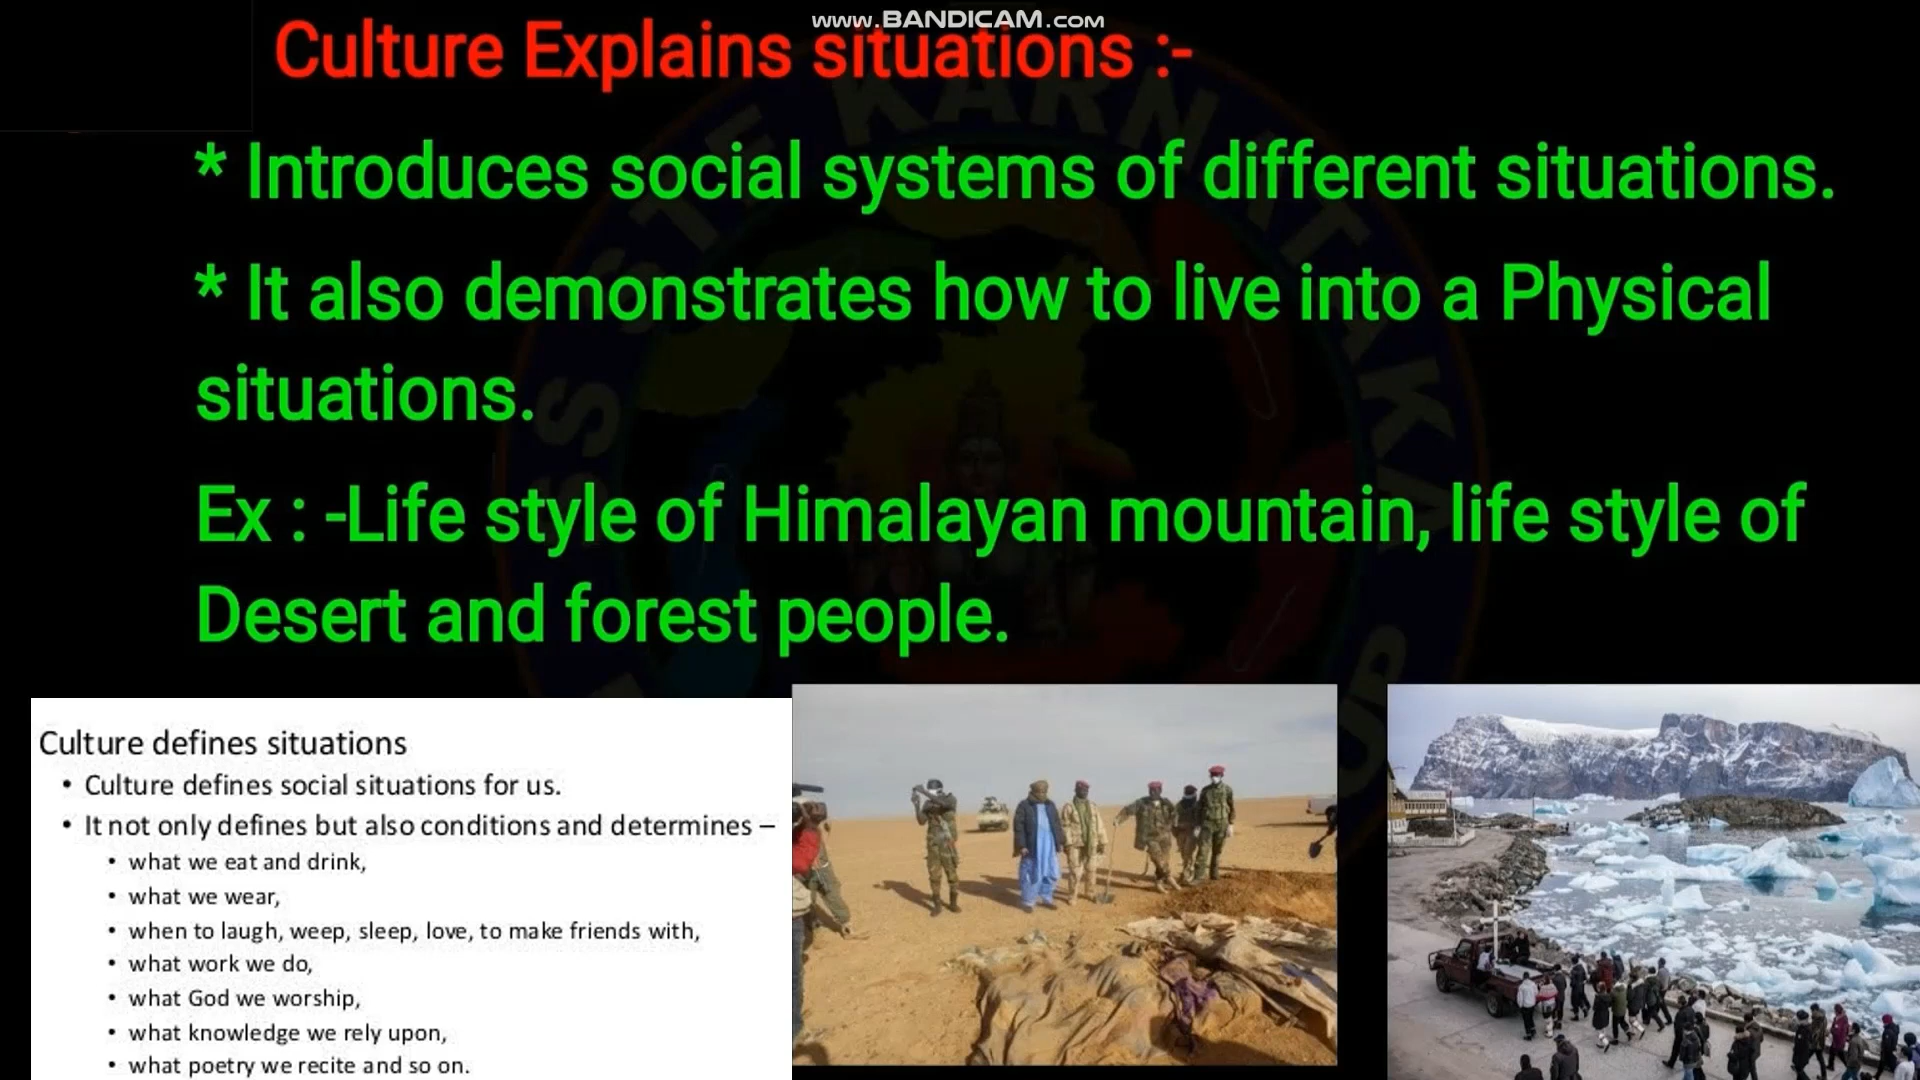 www.BANDICAM.com
Culture Explains situations :-
* Introduces social systems of different situations.
* It also demonstrates how to live into a Physical
situations.
Ex : -Life style of Himalayan mountain, life style of
Desert and forest people.
Culture defines situations
• Culture defines social situations for us.
• It not only defines but also conditions and determines –
• what we eat and drink,
• what we wear,
• when to laugh, weep, sleep, love, to make friends with,
• what work we do,
• what God we worship,
• what knowledge we rely upon,
• what poetry we recite and so on.